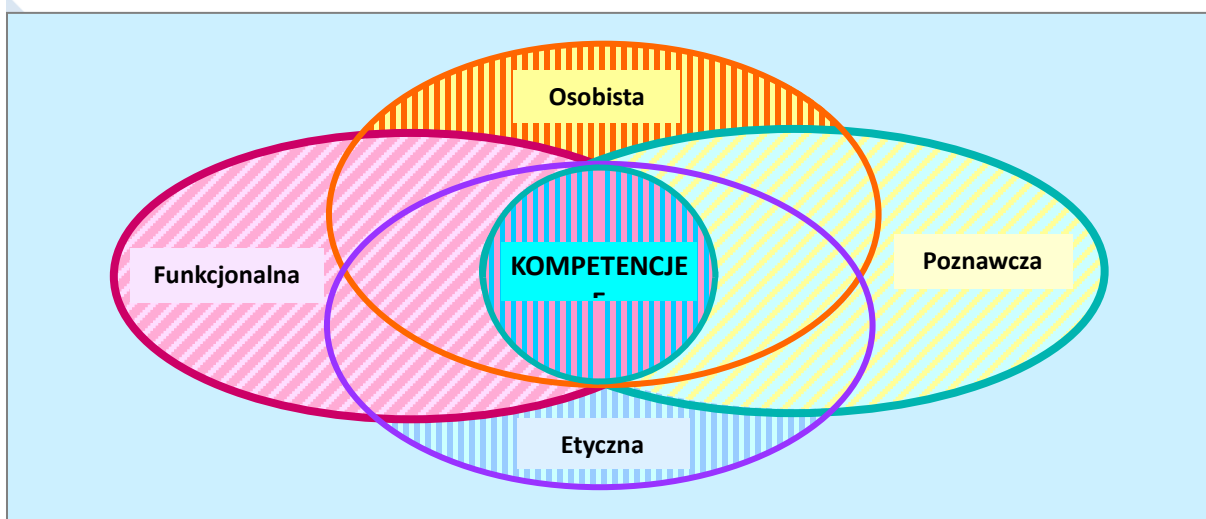 Osobista
Funkcjonalna
KOMPETENCJE
Poznawcza
Etyczna